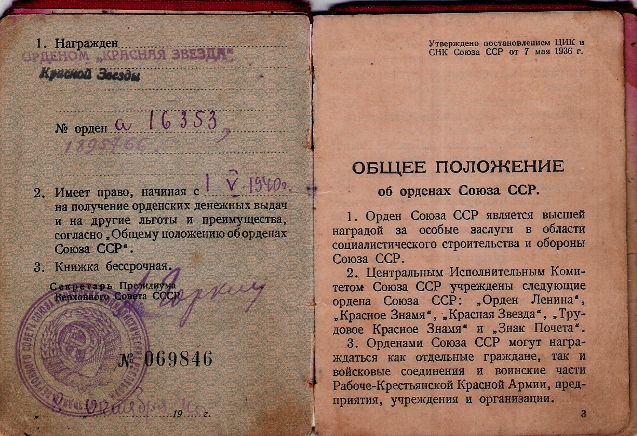 1. Награжден
ОРДЕНОМ „КРАСНАЯ ЗВЕЗДА“
Красной Звезды
№ орден а 16353,
1895766
2. Имеет право, начиная с 1 V 1940г.
на получение орденских денежных выдач
и на другие льготы и преимущества,
согласно „Общему положению об орденах
Союза ССР“.
3. Книжка бессрочная.
Секретарь Президиума
Верховного Совета СССР
№ 069846
19 г.
Утверждено постановлением ЦИК и
СНК Союза ССР от 7 мая 1936 г.
ОБЩЕЕ ПОЛОЖЕНИЕ
об орденах Союза ССР.
1. Орден Союза ССР является высшей
наградой за особые заслуги в области
социалистического строительства и обороны
Союза ССР.
2. Центральным Исполнительным Коми-
тетом Союза ССР учреждены следующие
ордена Союза ССР: „Орден Ленина“,
„Красное Знамя“, „Красная Звезда“, „Тру-
довое Красное Знамя“ и „Знак Почета“.
3. Орденами Союза ССР могут награ-
ждаться как отдельные граждане, так и
войсковые соединения и воинские части
Рабоче-Крестьянской Красной Армии, пред-
приятия, учреждения и организации.
3